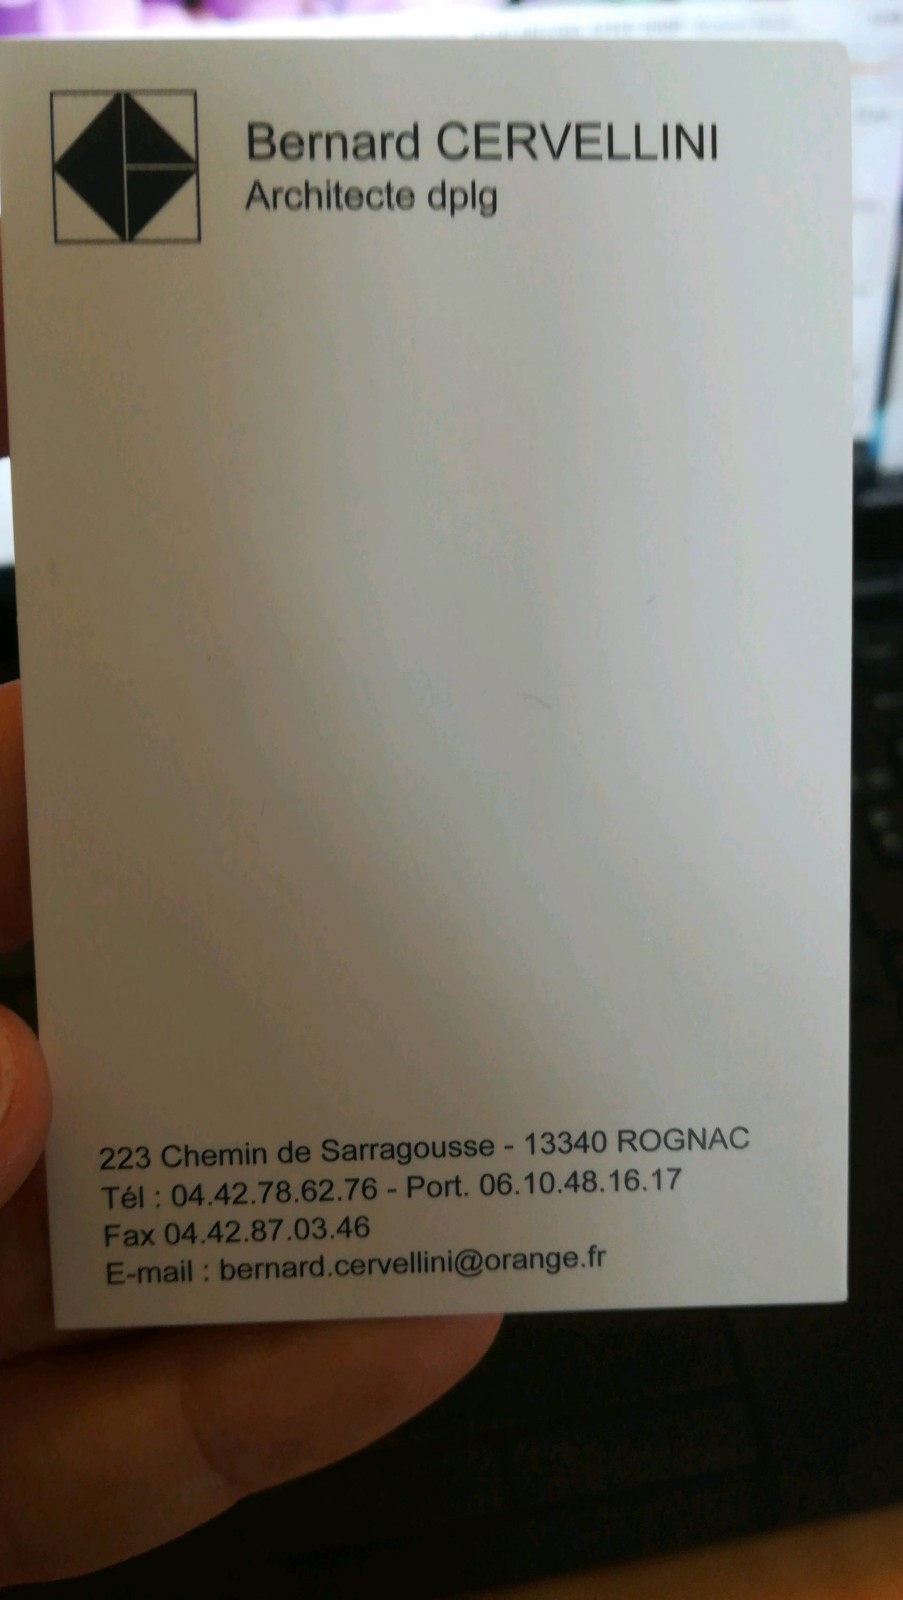 Bernard CERVELLINI
Architecte dplg
223 Chemin de Sarragousse - 13340 ROGNAC
Tél : 04.42.78.62.76 - Port. 06.10.48.16.17
Fax 04.42.87.03.46
E-mail : bernard.cervellini@orange.fr